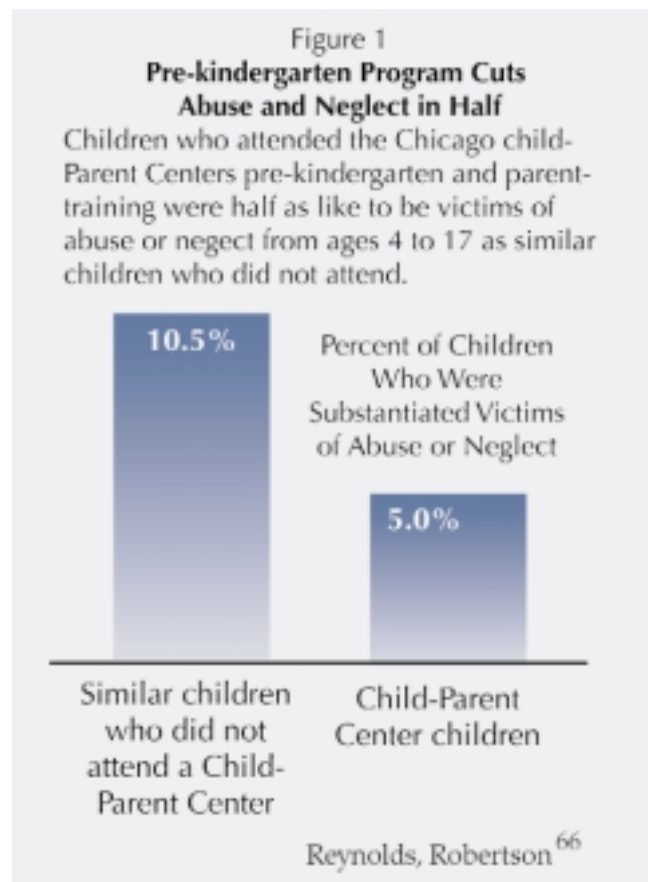 Figure 1
Pre-kindergarten Program Cuts
Abuse and Neglect in Half
Children who attended the Chicago child-
Parent Centers pre-kindergarten and parent-
training were half as like to be victims of
abuse or negect from ages 4 to 17 as similar
children who did not attend.
10.5%
Percent of Children
Who Were
Substantiated Victims
of Abuse or Neglect
5.0%
Similar children
who did not
attend a Child-
Parent Center
Child-Parent
Center children
Reynolds, Robertson 66